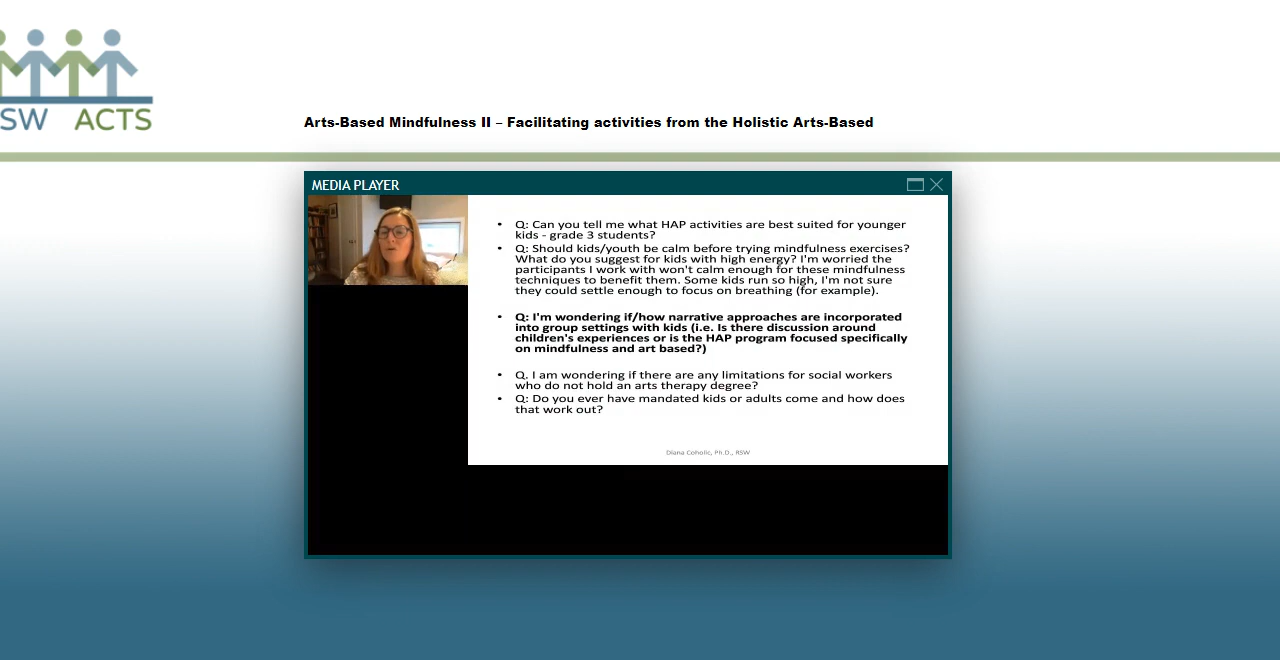 SW ACTS
Arts-Based Mindfulness II – Facilitating activities from the Holistic Arts-Based
MEDIA PLAYER
• Q: Can you tell me what HAP activities are best suited for younger
kids - grade 3 students?
• Q: Should kids/youth be calm before trying mindfulness exercises?
What do you suggest for kids with high energy? I'm worried the
participants I work with won't calm enough for these mindfulness
techniques to benefit them. Some kids run so high, I'm not sure
they could settle enough to focus on breathing (for example).
• Q: I'm wondering if/how narrative approaches are incorporated
into group settings with kids (i.e. Is there discussion around
children's experiences or is the HAP program focused specifically
on mindfulness and art based?)
• Q. I am wondering if there are any limitations for social workers
who do not hold an arts therapy degree?
• Q: Do you ever have mandated kids or adults come and how does
that work out?
Diana Coholic, Ph.D., RSW